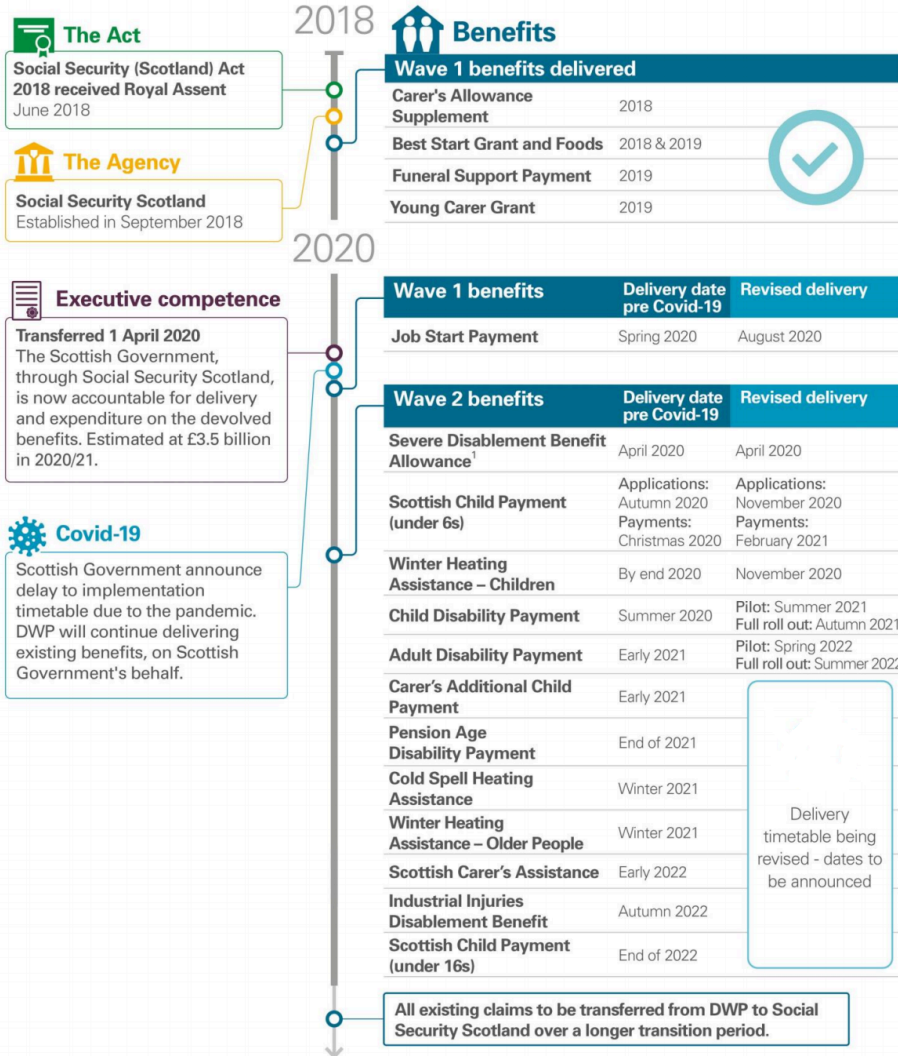 2018
The Act
Social Security (Scotland) Act
2018 received Royal Assent
June 2018
The Agency
Social Security Scotland
Established in September 2018
Benefits
Wave 1 benefits delivered
Carer's Allowance
Supplement
2018
Best Start Grant and Foods 2018 & 2019
Funeral Support Payment 2019
Young Carer Grant 2019
2020
Executive competence
Transferred 1 April 2020
The Scottish Government,
through Social Security Scotland,
is now accountable for delivery
and expenditure on the devolved
benefits. Estimated at £3.5 billion
in 2020/21.
Covid-19
Scottish Government announce
delay to implementation
timetable due to the pandemic.
DWP will continue delivering
existing benefits, on Scottish
Government's behalf.
Wave 1 benefits
Delivery date
pre Covid-19
Revised delivery
Job Start Payment Spring 2020 August 2020
Wave 2 benefits
Delivery date
pre Covid-19
Revised delivery
Severe Disablement Benefit
Allowance¹
April 2020 April 2020
Scottish Child Payment
(under 6s)
Applications:
Autumn 2020
Payments:
Christmas 2020
Applications:
November 2020
Payments:
February 2021
Winter Heating
Assistance – Children
By end 2020 November 2020
Child Disability Payment Summer 2020
Pilot: Summer 2021
Full roll out: Autumn 2021
Adult Disability Payment Early 2021
Pilot: Spring 2022
Full roll out: Summer 2022
Carer’s Additional Child
Payment
Early 2021
Pension Age
Disability Payment
End of 2021
Cold Spell Heating
Assistance
Winter 2021
Winter Heating
Assistance – Older People
Winter 2021
Scottish Carer’s Assistance Early 2022
Industrial Injuries
Disablement Benefit
Autumn 2022
Scottish Child Payment
(under 16s)
End of 2022
Delivery
timetable being
revised - dates to
be announced
All existing claims to be transferred from DWP to Social
Security Scotland over a longer transition period.